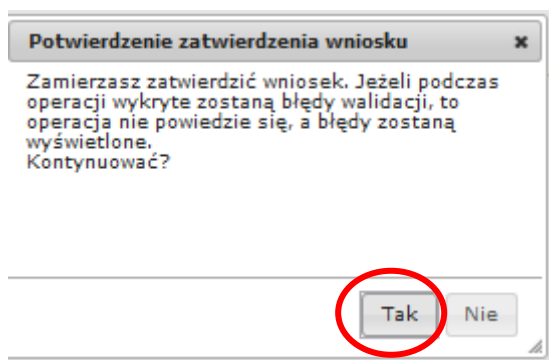 Potwierdzenie zatwierdzenia wniosku
Zamierzasz zatwierdzić wniosek. Jeżeli podczas
operacji wykryte zostaną błędy walidacji, to
operacja nie powiedzie się, a błędy zostaną
wyświetlone.
Kontynuować?
Tak Nie